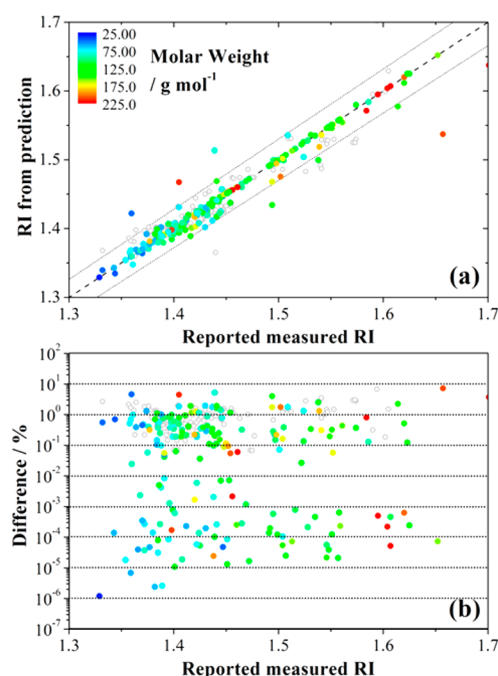 1.7
1.6
1.5
1.4
1.3
RI from prediction
25.00
75.00
125.0
175.0
225.0
Molar Weight
/ g mol⁻¹
(a)
1.3 1.4 1.5 1.6 1.7
Reported measured RI
10²
10¹
10⁰
10⁻¹
10⁻²
10⁻³
10⁻⁴
10⁻⁵
10⁻⁶
10⁻⁷
Difference / %
(b)
1.3 1.4 1.5 1.6 1.7
Reported measured RI